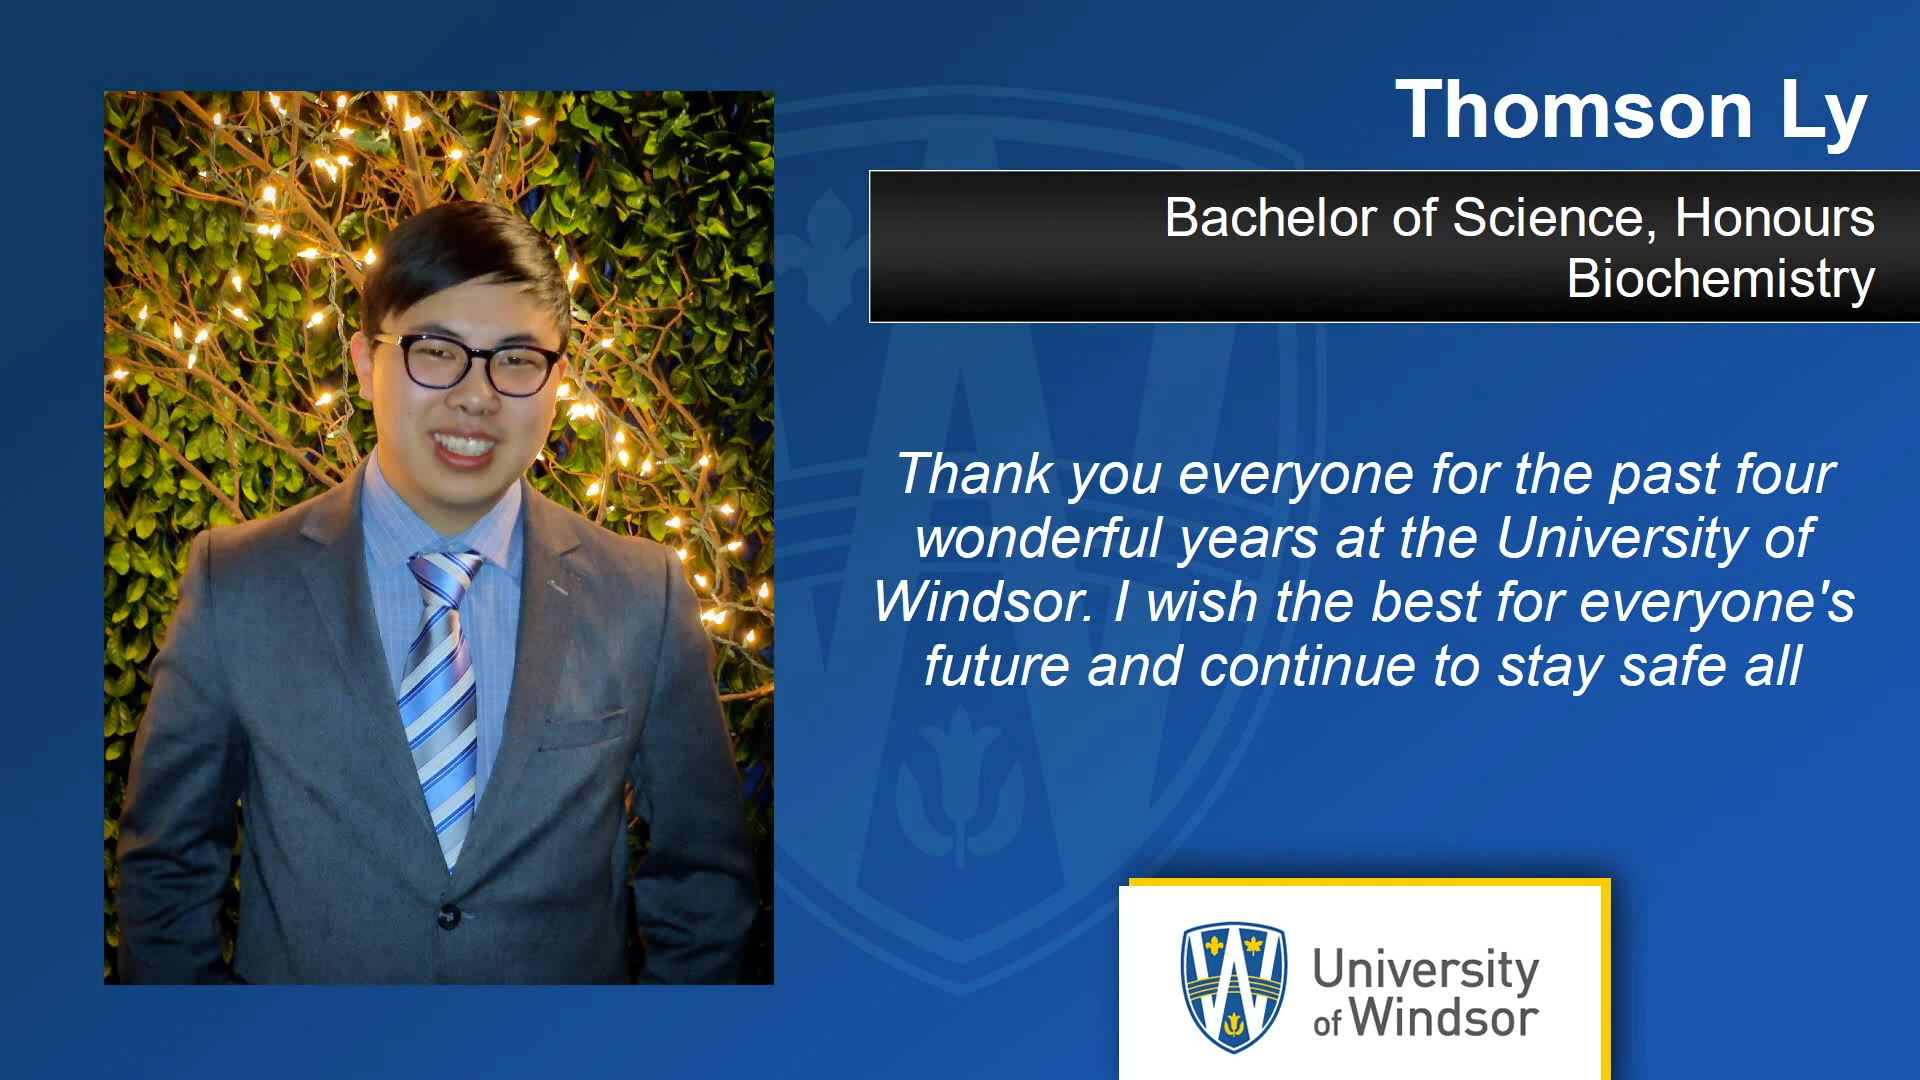 Thomson Ly
Bachelor of Science, Honours
Biochemistry
Thank you everyone for the past four
wonderful years at the University of
Windsor. I wish the best for everyone's
future and continue to stay safe all
University
of Windsor